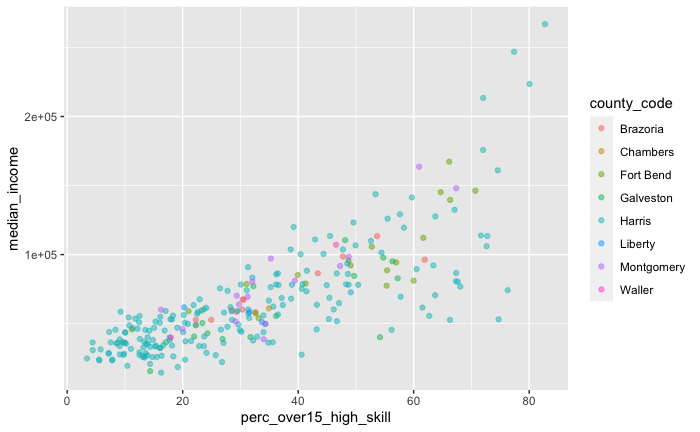 2e+05
1e+05
median_income
0
20
40
60
80
perc_over15_high_skill
county_code
Brazoria
Chambers
Fort Bend
Galveston
Harris
Liberty
Montgomery
Waller